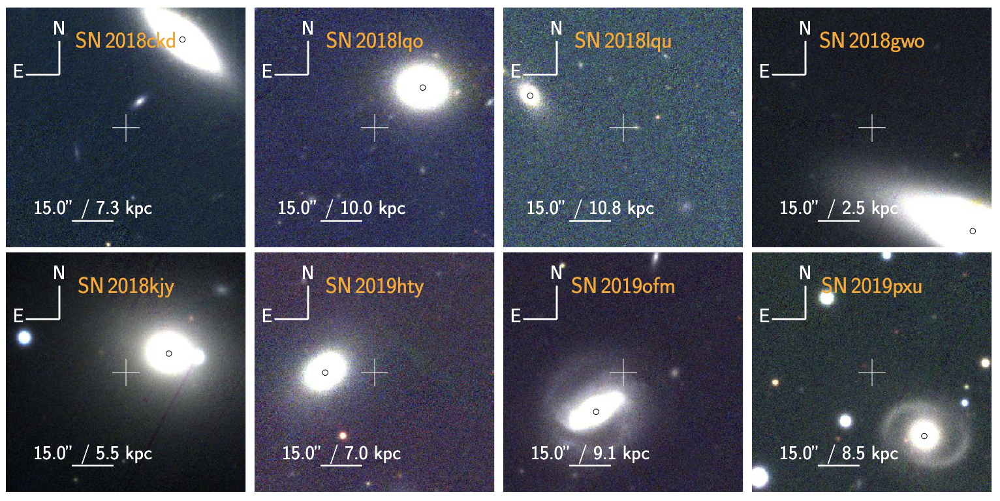 N
SN 2018ckd
E
15.0" / 7.3 kpc
N
SN 2018lqo
E
15.0" / 10.0 kpc
N
SN 2018lqu
E
15.0" / 10.8 kpc
N
SN 2018gwo
E
15.0" / 2.5 kpc
N
SN 2018kjy
E
15.0" / 5.5 kpc
N
SN 2019hty
E
15.0" / 7.0 kpc
N
SN 2019ofm
E
15.0" / 9.1 kpc
N
SN 2019pxu
E
15.0" / 8.5 kpc